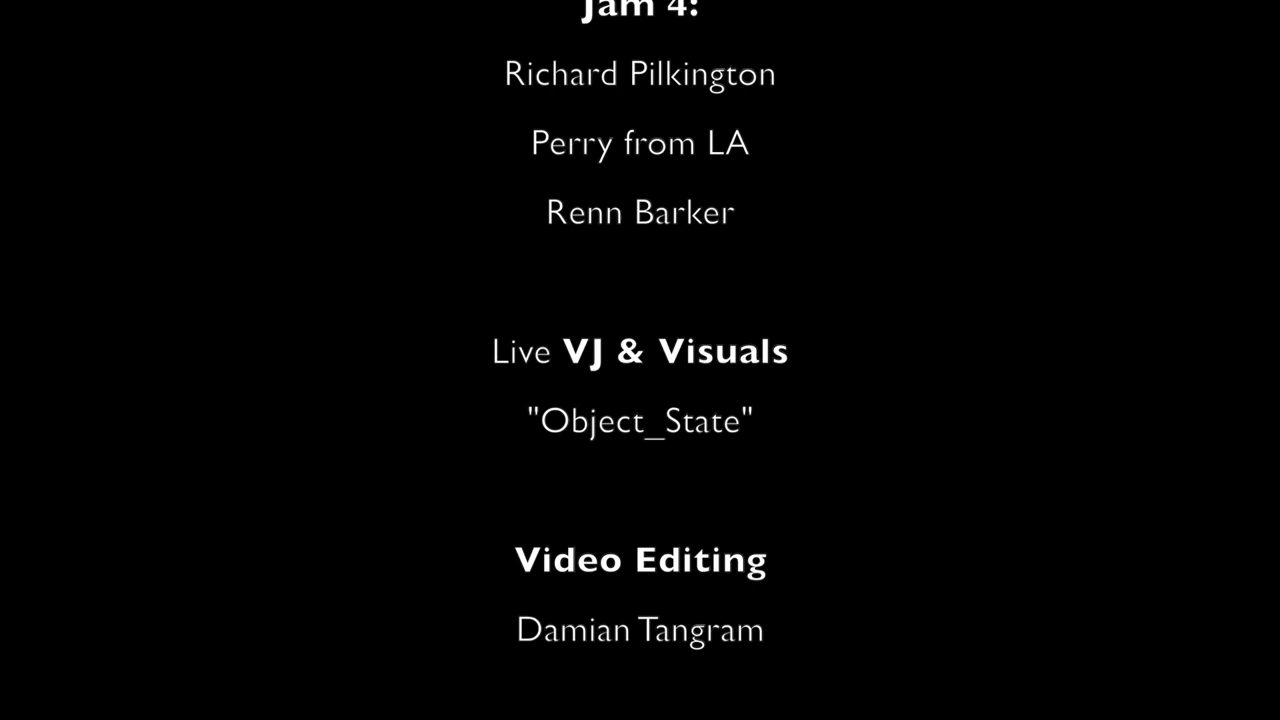 Jam 4:
Richard Pilkington
Perry from LA
Renn Barker
Live VJ & Visuals
"Object_State"
Video Editing
Damian Tangram